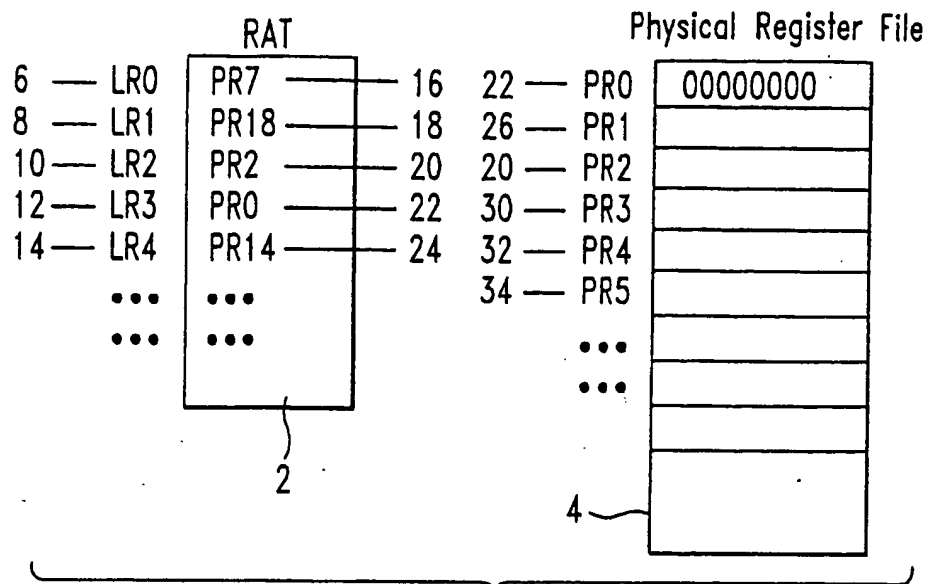 RAT
6 LR0 PR7 16
8 LR1 PR18 18
10 LR2 PR2 20
12 LR3 PR0 22
14 LR4 PR14 24
••• •••
••• •••
2
Physical Register File
22 PR0 00000000
26 PR1
20 PR2
30 PR3
32 PR4
34 PR5
•••
•••
4